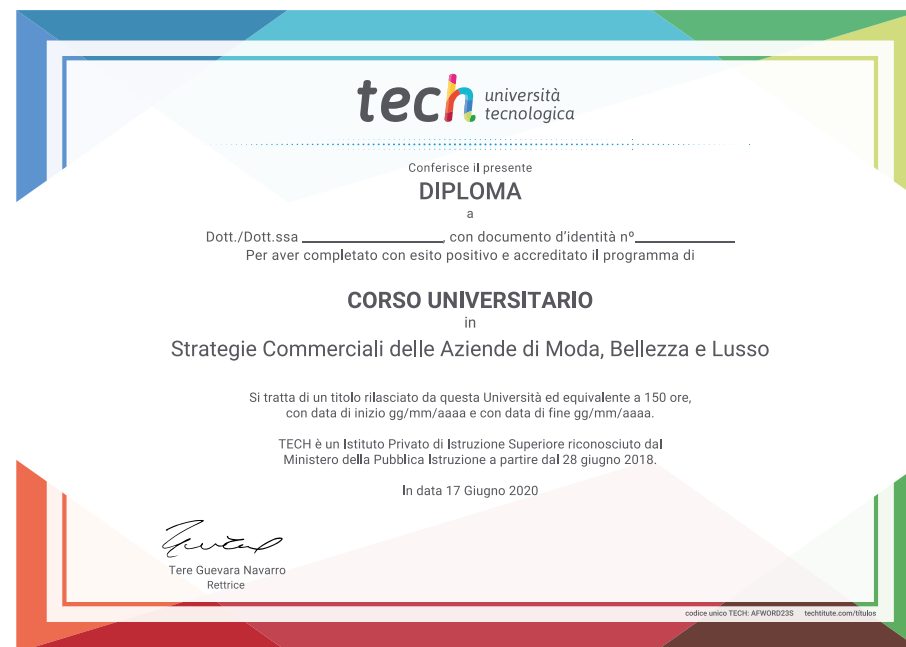 tech università
tecnologica
Conferisce il presente
DIPLOMA
a
Dott./Dott.ssa ____________________, con documento d'identità nº______________
Per aver completato con esito positivo e accreditato il programma di
CORSO UNIVERSITARIO
in
Strategie Commerciali delle Aziende di Moda, Bellezza e Lusso
Si tratta di un titolo rilasciato da questa Università ed equivalente a 150 ore,
con data di inizio gg/mm/aaaa e con data di fine gg/mm/aaaa.
TECH è un Istituto Privato di Istruzione Superiore riconosciuto dal
Ministero della Pubblica Istruzione a partire dal 28 giugno 2018.
In data 17 Giugno 2020
Tere Guevara Navarro
Rettrice
codice unico TECH: AFWORD23S techtitute.com/títulos